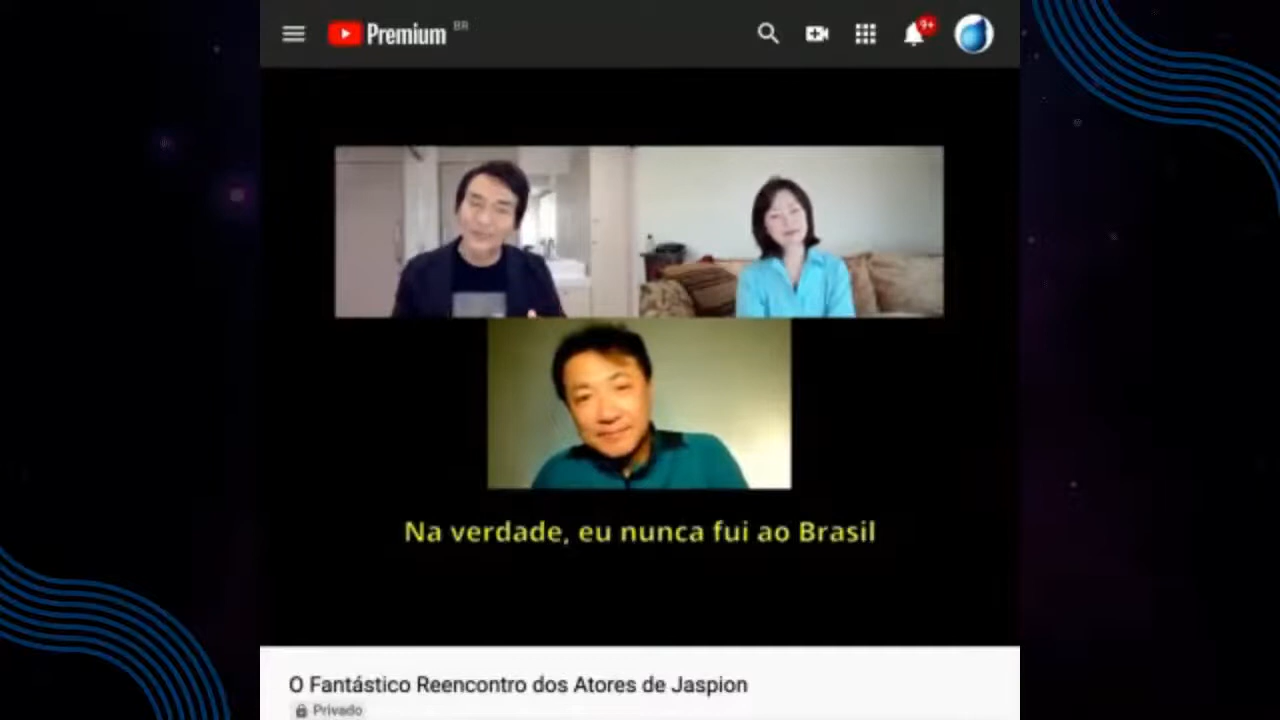 Premium BR
9+
Na verdade, eu nunca fui ao Brasil
O Fantástico Reencontro dos Atores de Jaspion
Privado